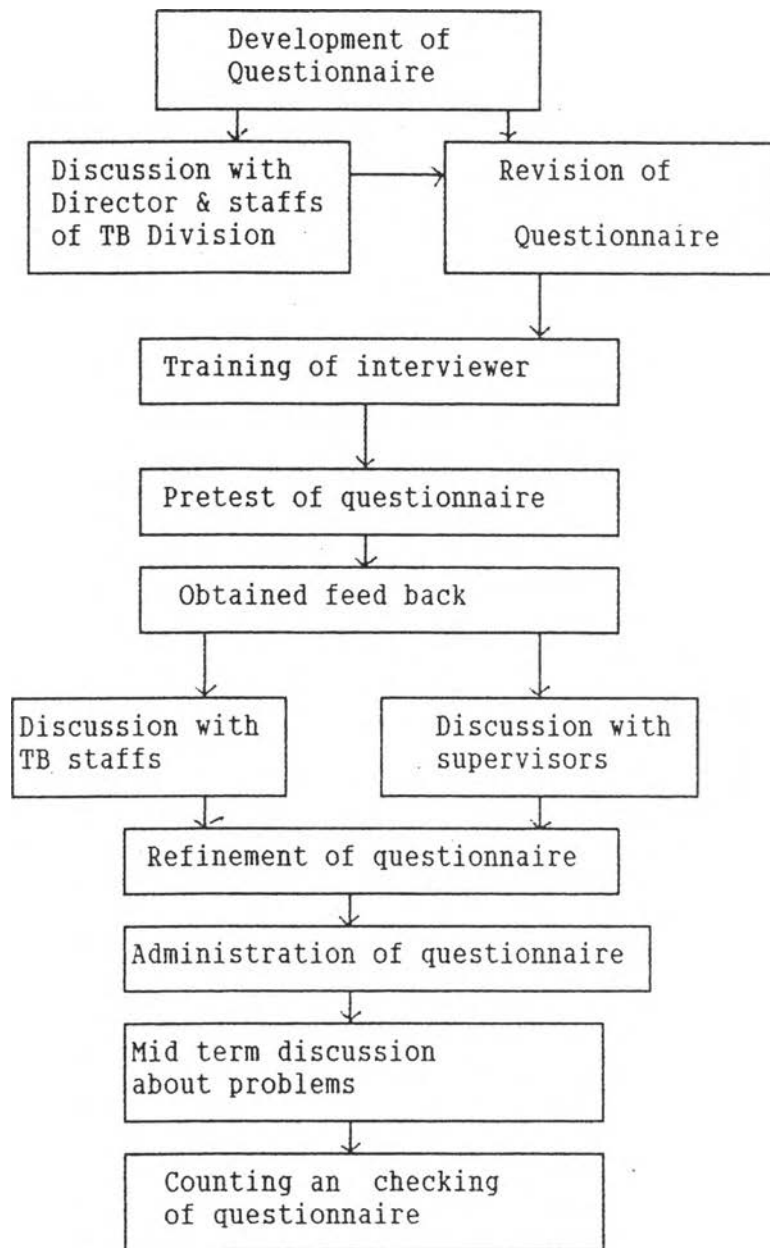 Development of
Questionnaire
Discussion with
Director & staffs
of TB Division
Revision of
Questionnaire
Training of interviewer
Pretest of questionnaire
Obtained feed back
Discussion with
TB staffs
Discussion with
supervisors
Refinement of questionnaire
Administration of questionnaire
Mid term discussion
about problems
Counting an checking
of questionnaire